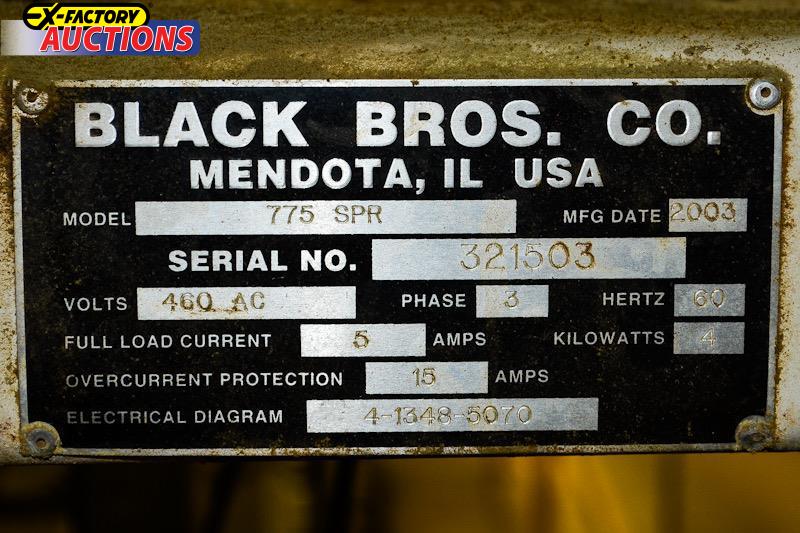 EX-FACTORY
AUCTIONS
BLACK BROS. CO.
MENDOTA, IL USA
MODEL 775 SPR MFG DATE 2003
SERIAL NO. 321503
VOLTS 460 AC PHASE 3 HERTZ 60
FULL LOAD CURRENT 5 AMPS KILOWATTS 4
OVERCURRENT PROTECTION 15 AMPS
ELECTRICAL DIAGRAM 4-1348-5070